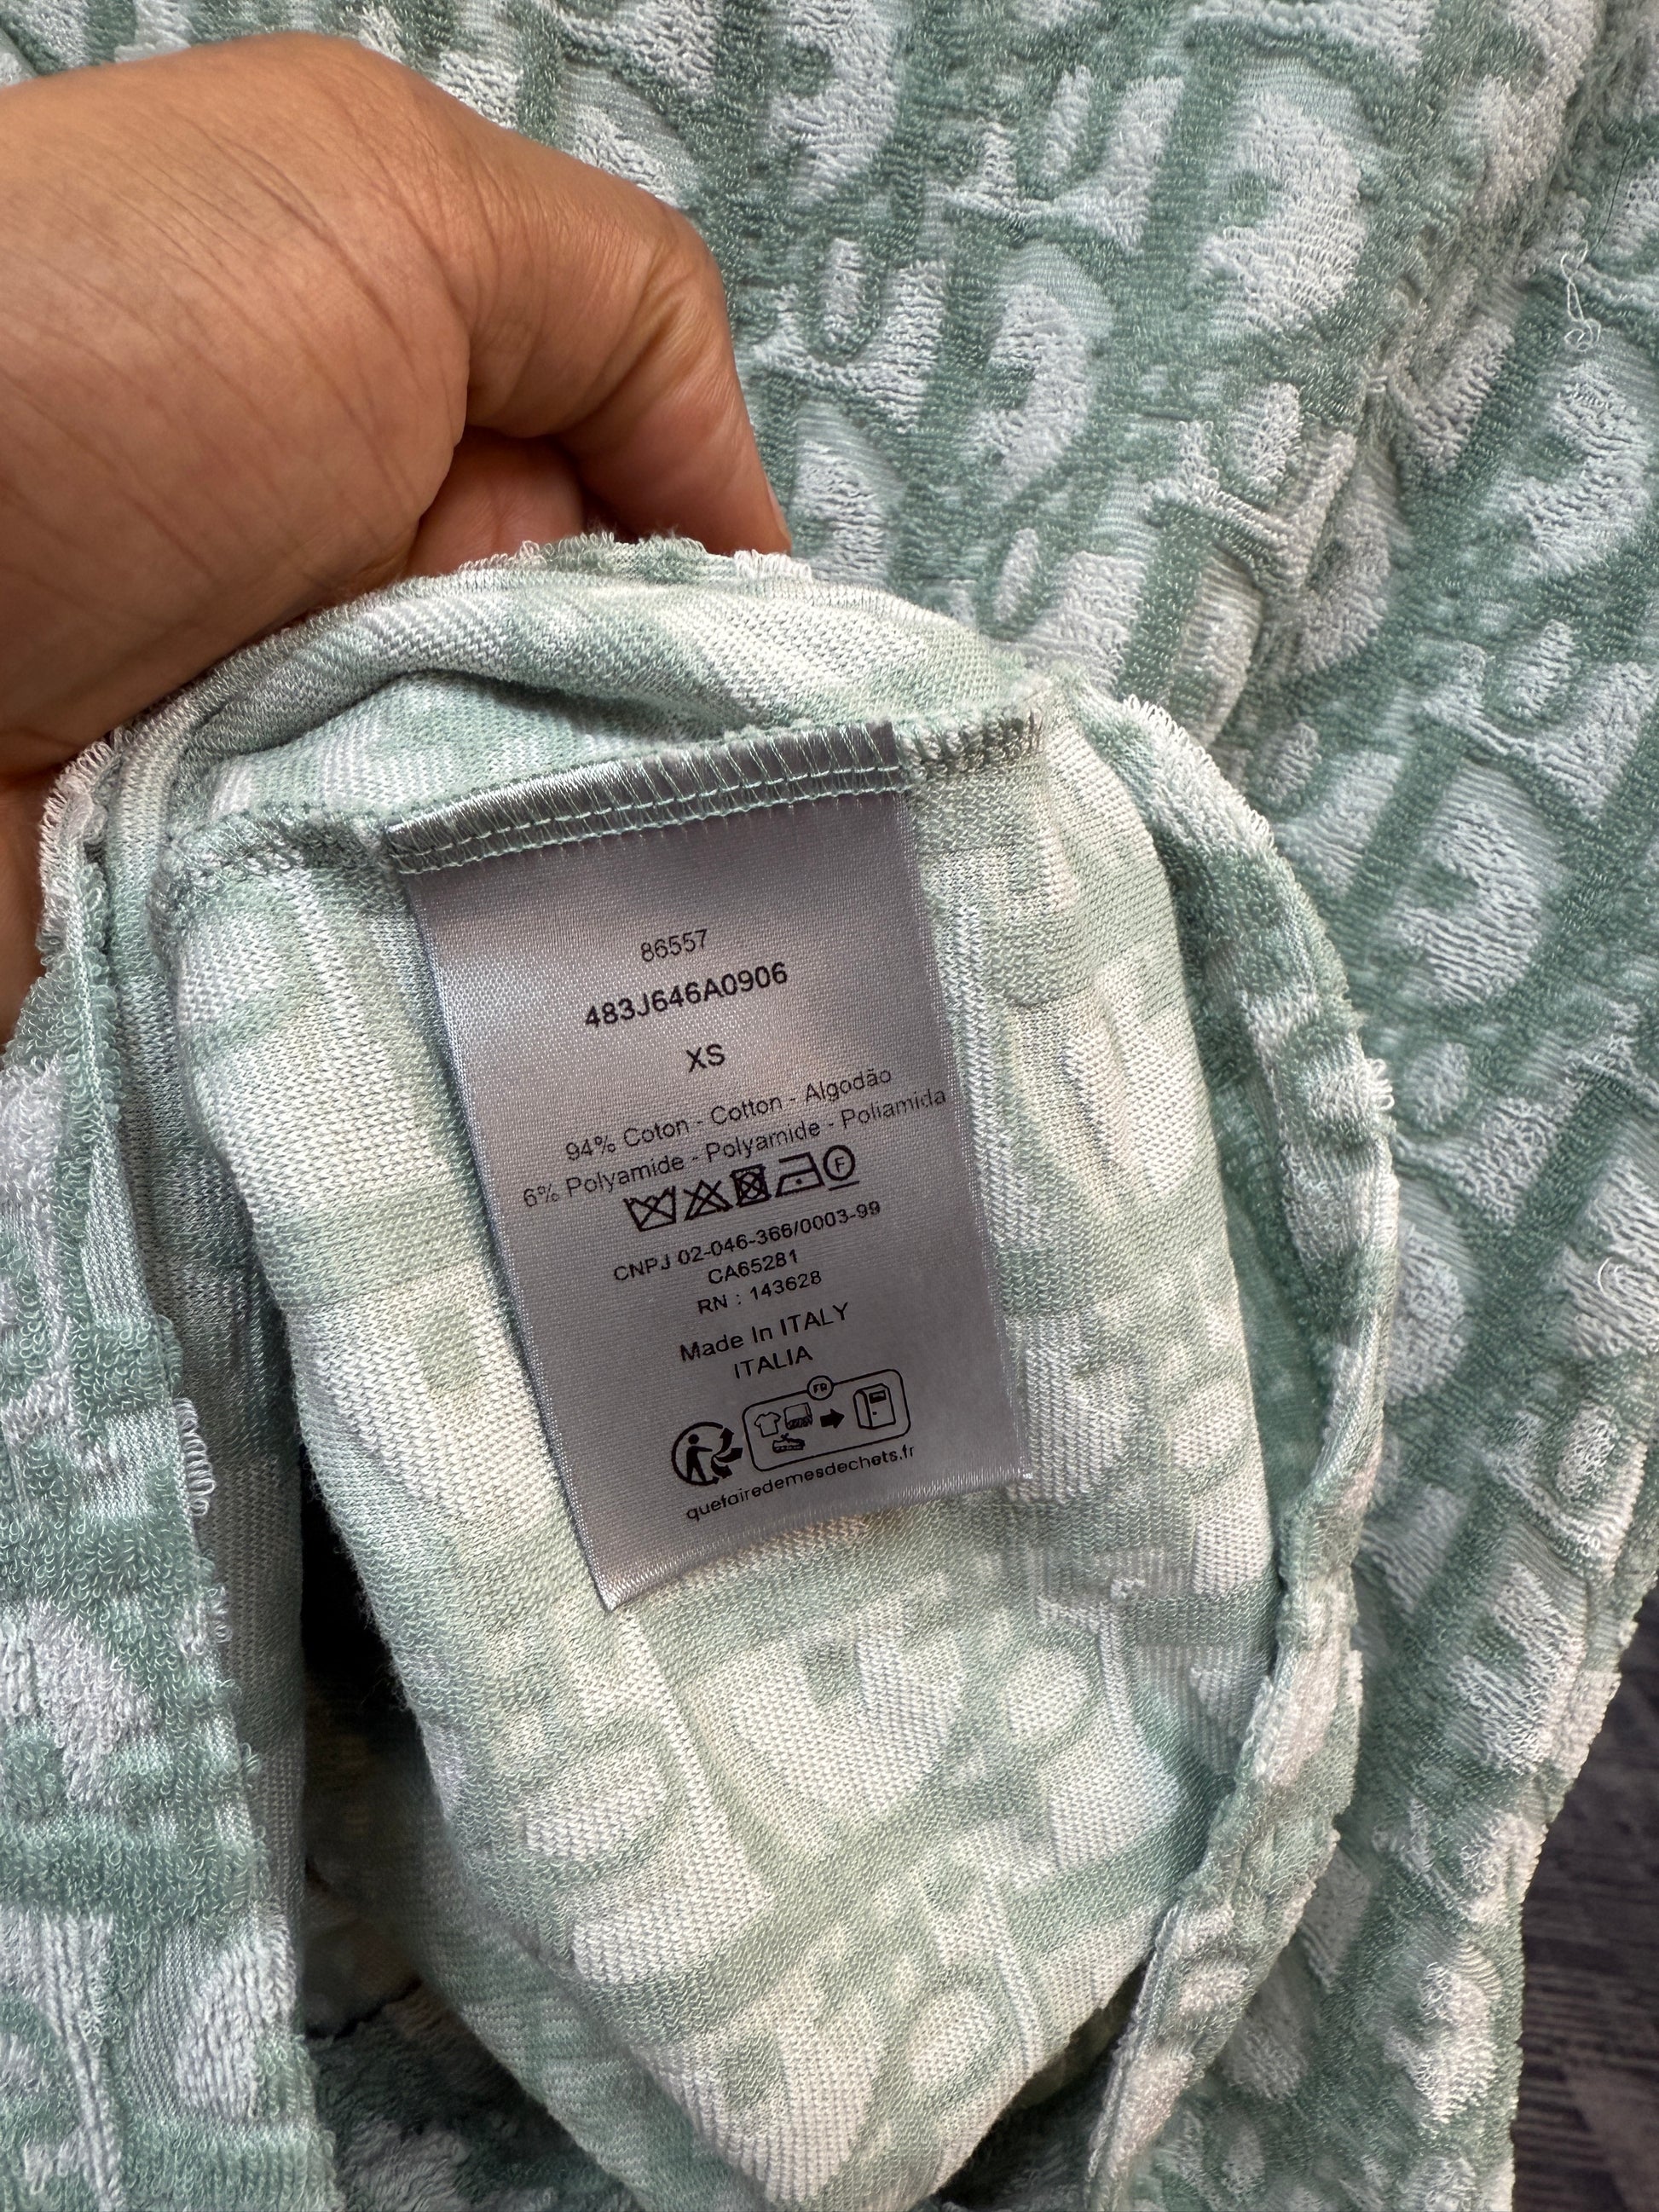 86557
483J646A0906
XS
94% Coton - Cotton - Algodão
6% Polyamide - Polyamide - Poliamida
F
CNPJ 02-046-366/0003-99
CA65281
RN : 143628
Made In ITALY
ITALIA
FR
quefairedemesdechets.fr